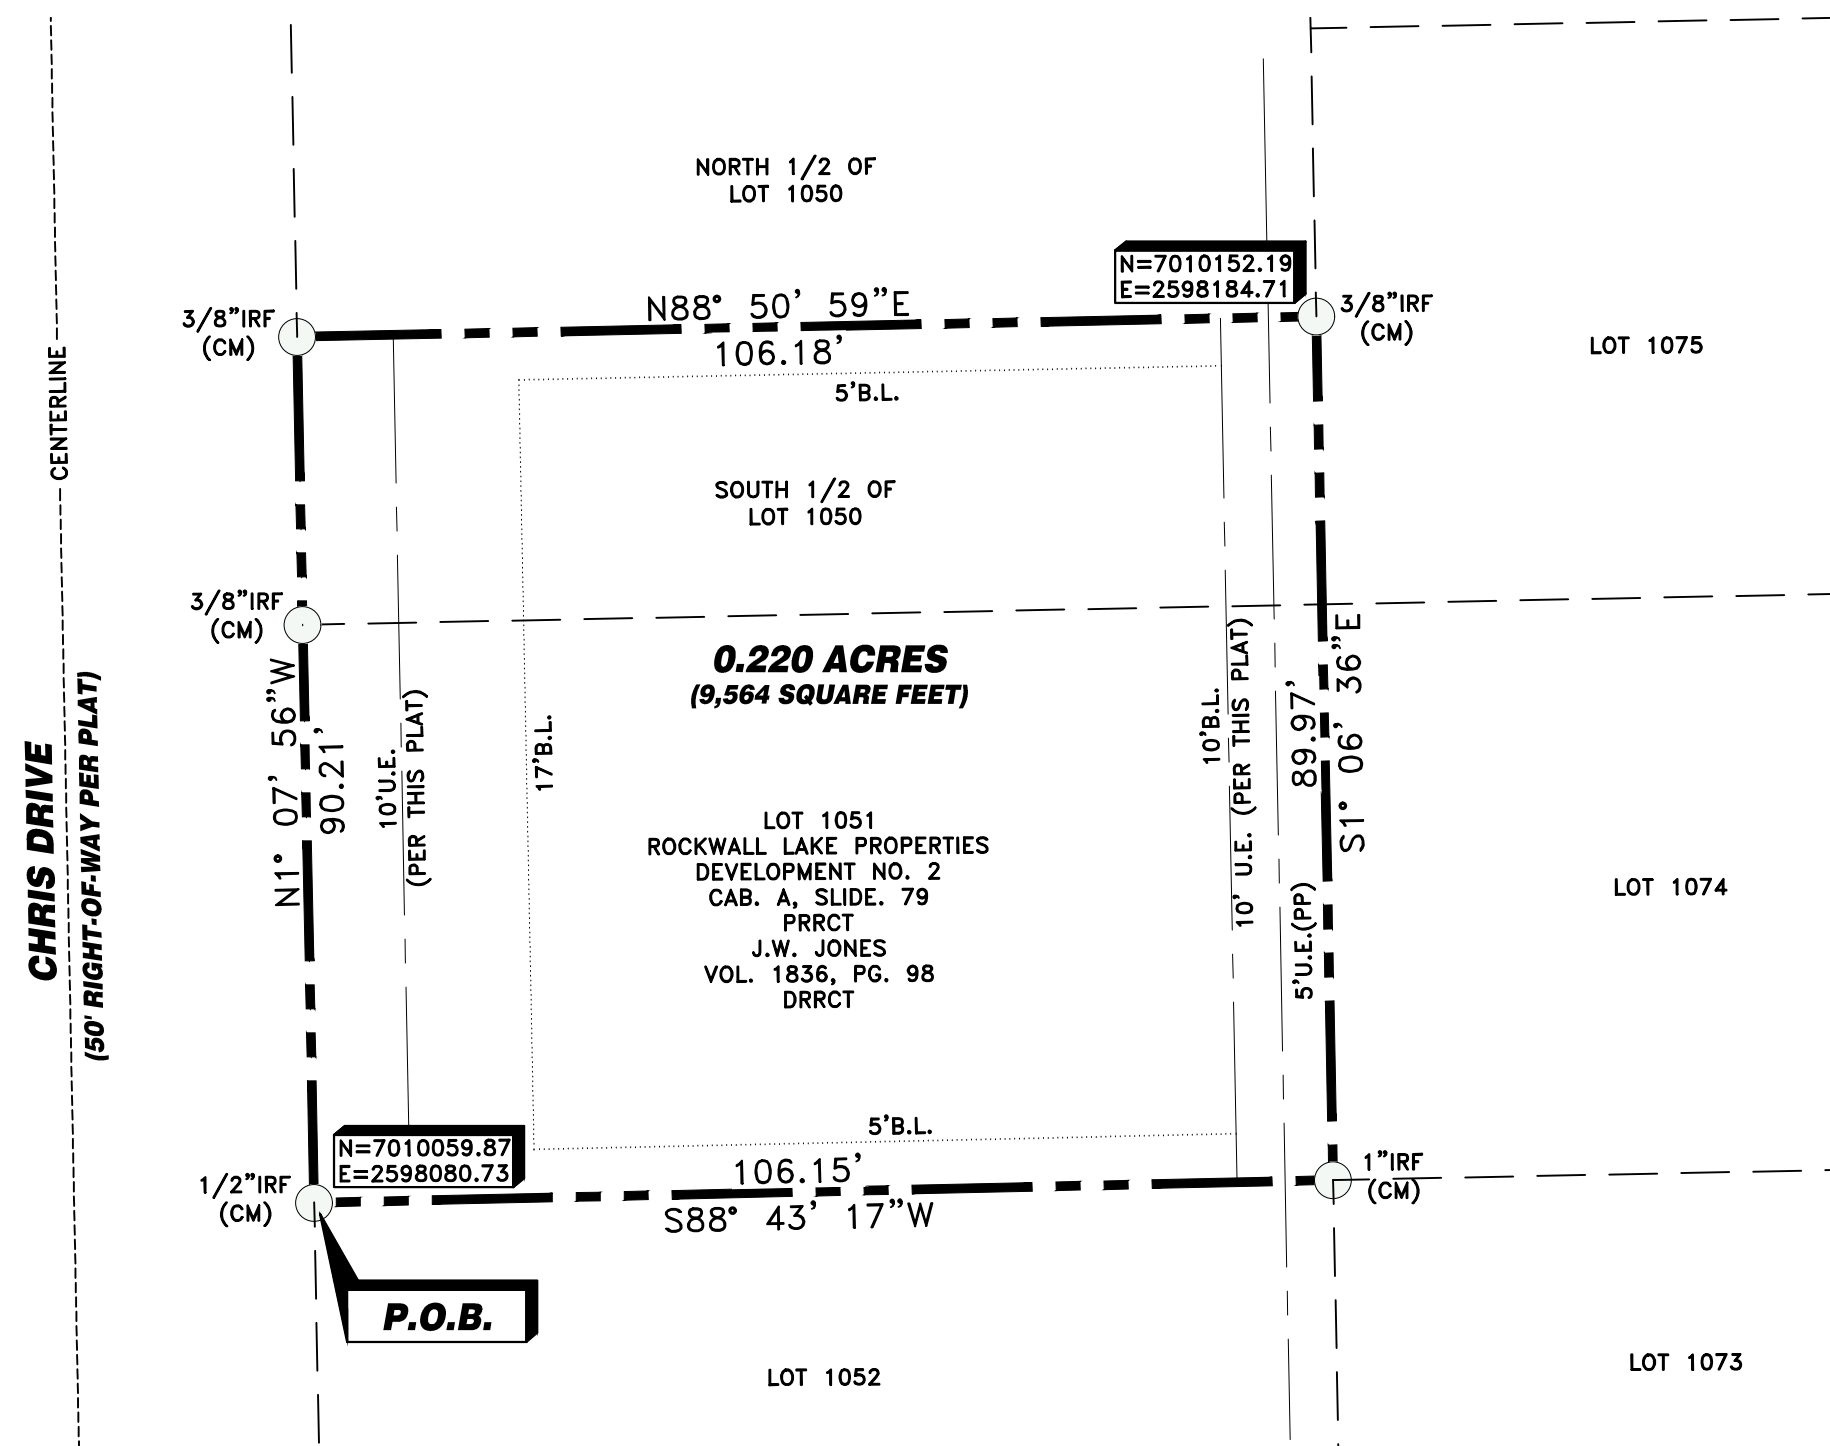 NORTH 1/2 OF
LOT 1050
N=7010152.19
E=2598184.71
3/8"IRF
(CM)
N88° 50' 59"E
106.18'
3/8"IRF
(CM)
LOT 1075
5'B.L.
CENTERLINE
SOUTH 1/2 OF
LOT 1050
3/8"IRF
(CM)
0.220 ACRES
(9,564 SQUARE FEET)
N1° 07' 56"W
90.21'
10'U.E.
(PER THIS PLAT)
17'B.L.
10'B.L.
10' U.E. (PER THIS PLAT)
89.97'
S1° 06' 36"E
5'U.E.(PP)
CHRIS DRIVE
(50' RIGHT-OF-WAY PER PLAT)
LOT 1051
ROCKWALL LAKE PROPERTIES
DEVELOPMENT NO. 2
CAB. A, SLIDE. 79
PRRCT
J.W. JONES
VOL. 1836, PG. 98
DRRCT
LOT 1074
5'B.L.
N=7010059.87
E=2598080.73
1/2"IRF
(CM)
106.15'
S88° 43' 17"W
1"IRF
(CM)
P.O.B.
LOT 1052
LOT 1073